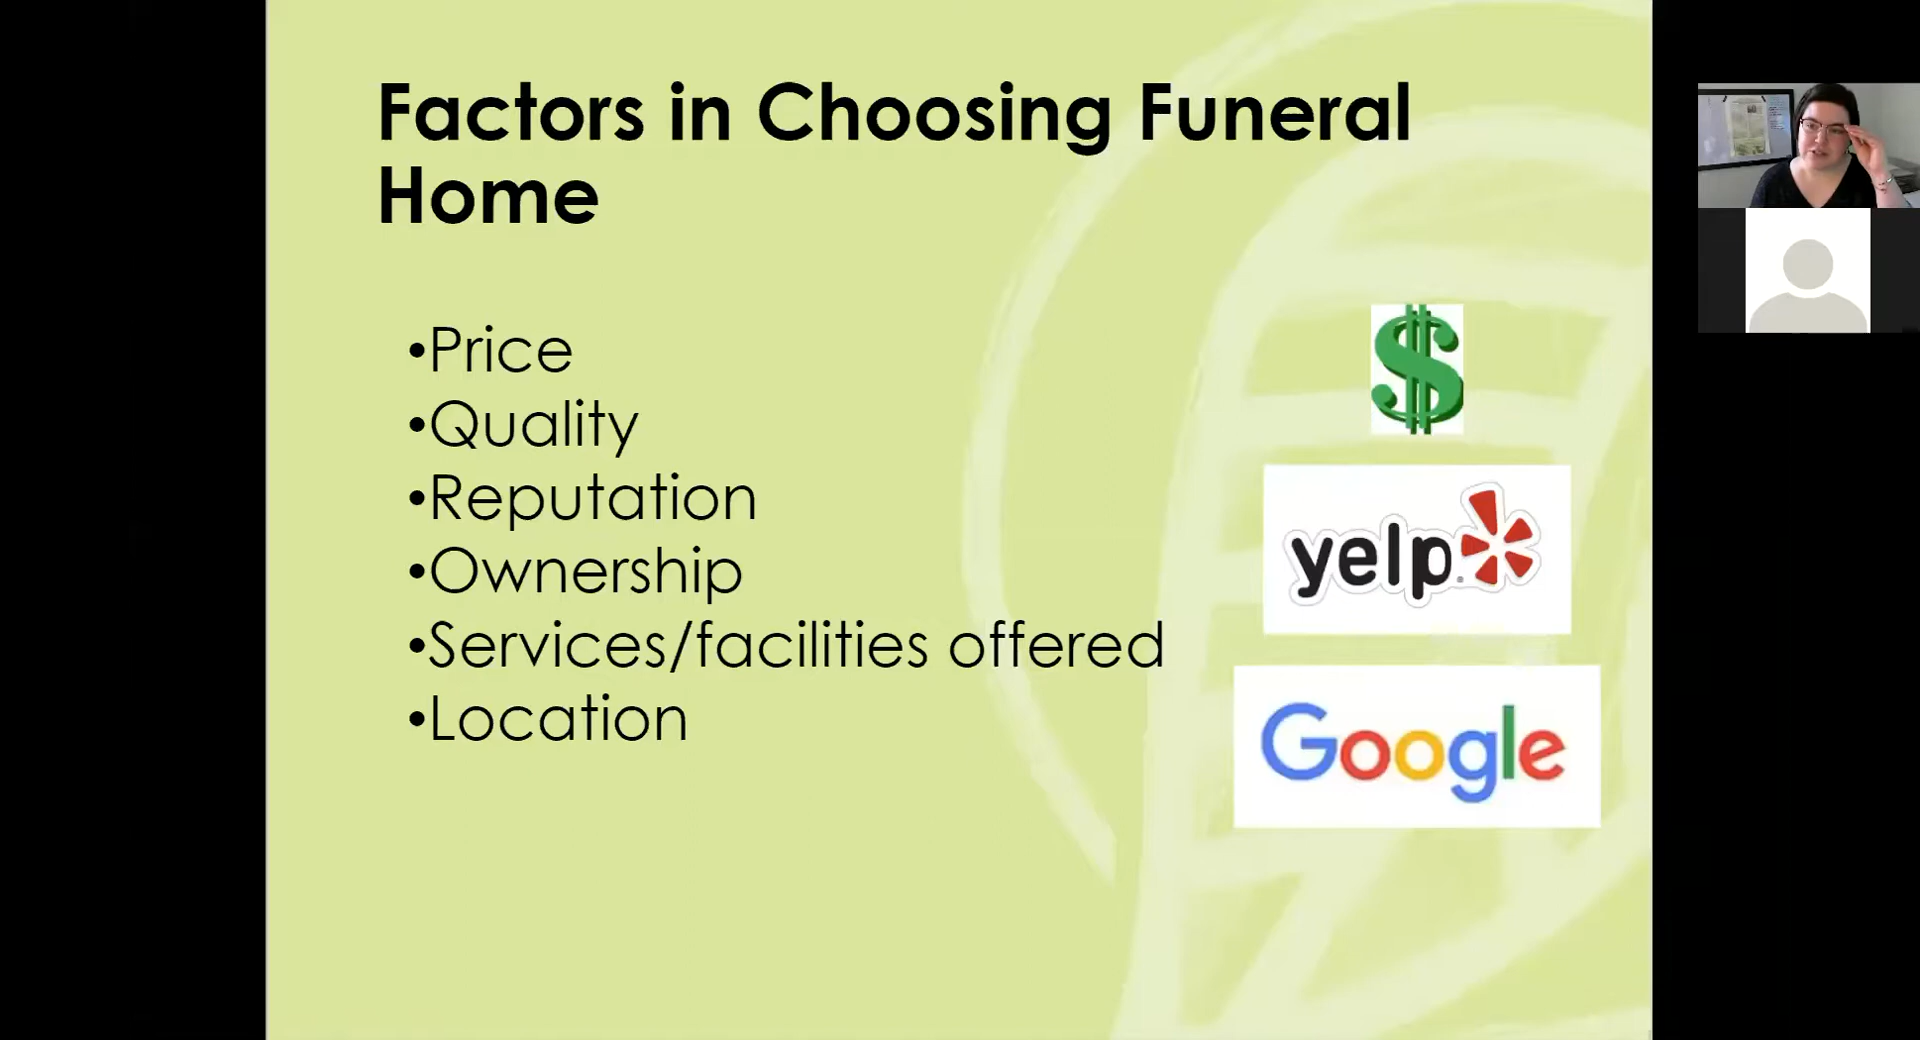 Factors in Choosing Funeral
Home
•Price
•Quality
•Reputation
•Ownership
•Services/facilities offered
•Location
$
yelp
Google